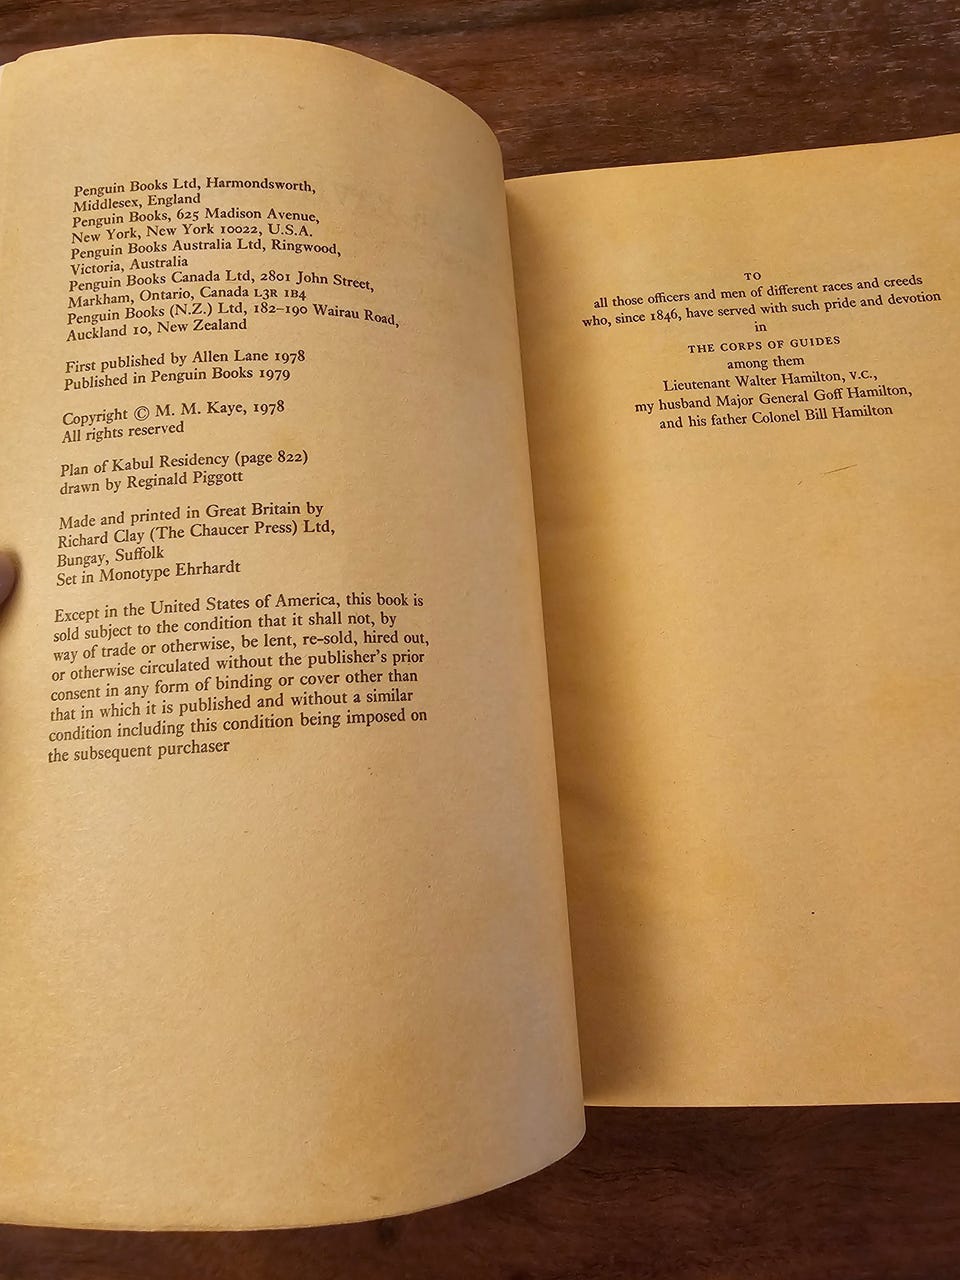 Penguin Books Ltd, Harmondsworth,
Middlesex, England
Penguin Books, 625 Madison Avenue,
New York, New York 10022, U.S.A.
Penguin Books Australia Ltd, Ringwood,
Victoria, Australia
Penguin Books Canada Ltd, 2801 John Street,
Markham, Ontario, Canada L3R 1B4
Penguin Books (N.Z.) Ltd, 182–190 Wairau Road,
Auckland 10, New Zealand
First published by Allen Lane 1978
Published in Penguin Books 1979
Copyright © M. M. Kaye, 1978
All rights reserved
Plan of Kabul Residency (page 822)
drawn by Reginald Piggott
Made and printed in Great Britain by
Richard Clay (The Chaucer Press) Ltd,
Bungay, Suffolk
Set in Monotype Ehrhardt
Except in the United States of America, this book is
sold subject to the condition that it shall not, by
way of trade or otherwise, be lent, re-sold, hired out,
or otherwise circulated without the publisher's prior
consent in any form of binding or cover other than
that in which it is published and without a similar
condition including this condition being imposed on
the subsequent purchaser
TO
all those officers and men of different races and creeds
who, since 1846, have served with such pride and devotion
in
THE CORPS OF GUIDES
among them
Lieutenant Walter Hamilton, V.C.,
my husband Major General Goff Hamilton,
and his father Colonel Bill Hamilton